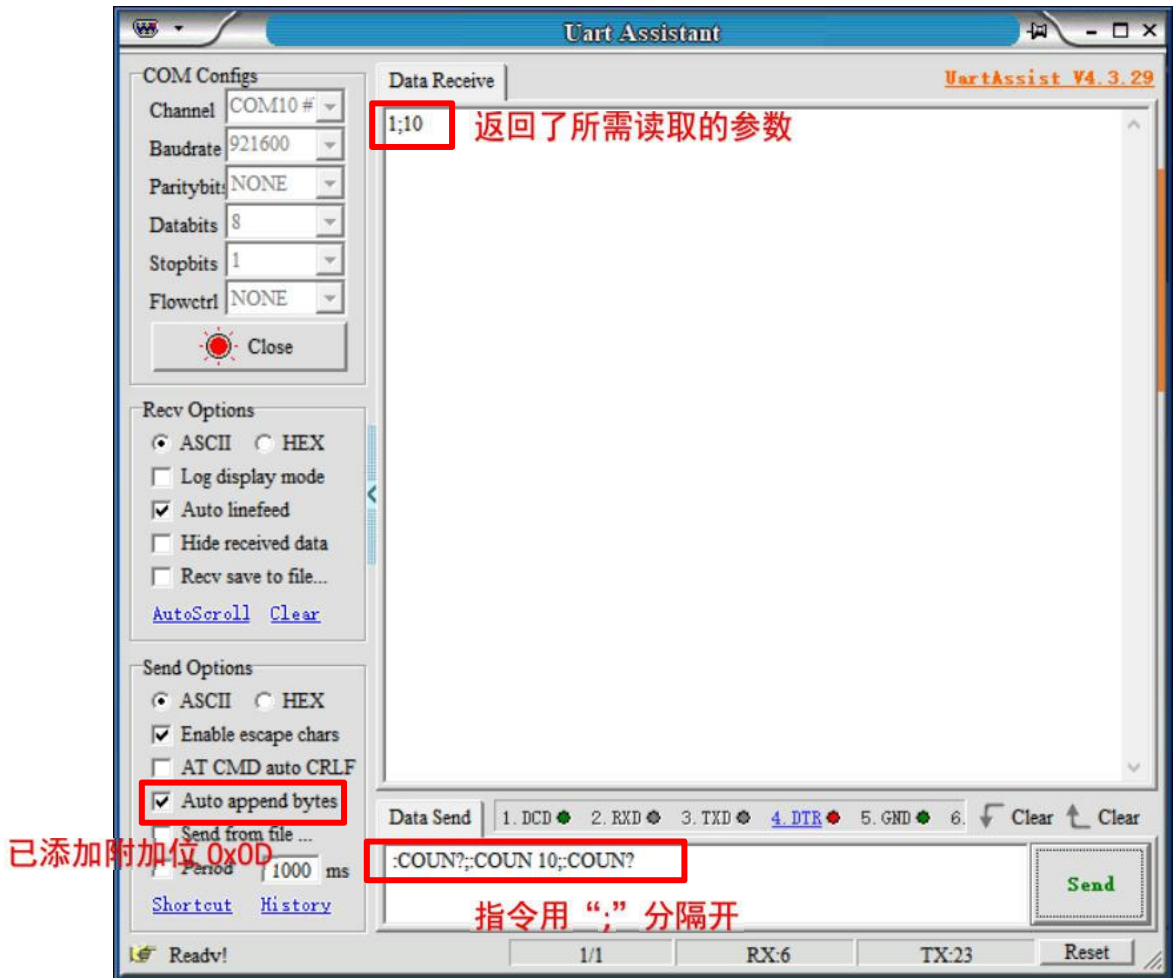 Uart Assistant
COM Configs
Channel COM10 #
Baudrate 921600
Paritybits NONE
Databits 8
Stopbits 1
Flowctrl NONE
Close
Recv Options
ASCII HEX
Log display mode
Auto linefeed
Hide received data
Recv save to file...
AutoScroll Clear
Send Options
ASCII HEX
Enable escape chars
AT CMD auto CRLF
Auto append bytes
Send from file ...
已添加附加位 0x0D
Period 1000 ms
Shortcut History
Data Receive
UartAssist V4.3.29
1;10
返回了所需读取的参数
Data Send 1. DCD 2. RXD 3. TXD 4. DTR 5. GND 6. Clear Clear
:COUN?;:COUN 10;:COUN?
Send
指令用“;”分隔开
Ready! 1/1 RX:6 TX:23 Reset